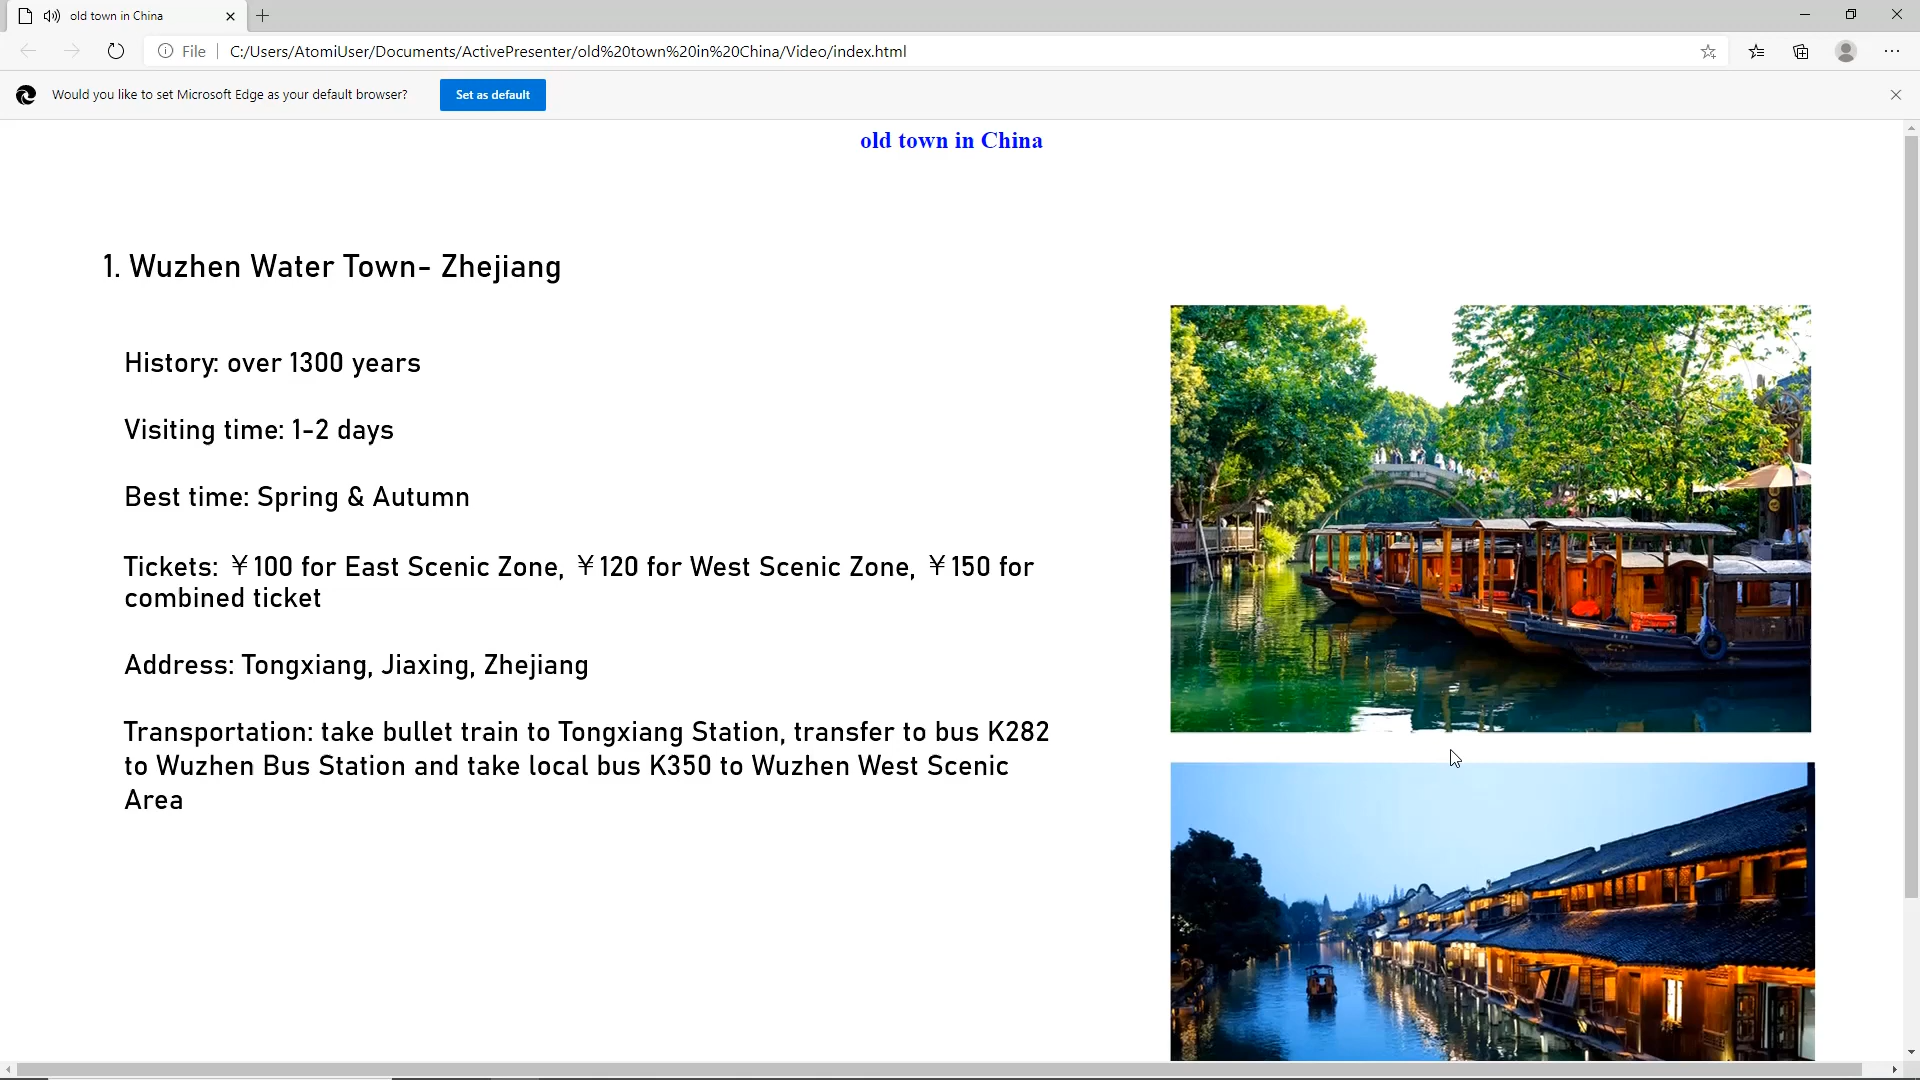 old town in China
File
C:/Users/AtomiUser/Documents/ActivePresenter/old%20town%20in%20China/Video/index.html
Would you like to set Microsoft Edge as your default browser?
Set as default
old town in China
1. Wuzhen Water Town- Zhejiang
History: over 1300 years
Visiting time: 1-2 days
Best time: Spring & Autumn
Tickets: ¥100 for East Scenic Zone, ¥120 for West Scenic Zone, ¥150 for
combined ticket
Address: Tongxiang, Jiaxing, Zhejiang
Transportation: take bullet train to Tongxiang Station, transfer to bus K282
to Wuzhen Bus Station and take local bus K350 to Wuzhen West Scenic
Area